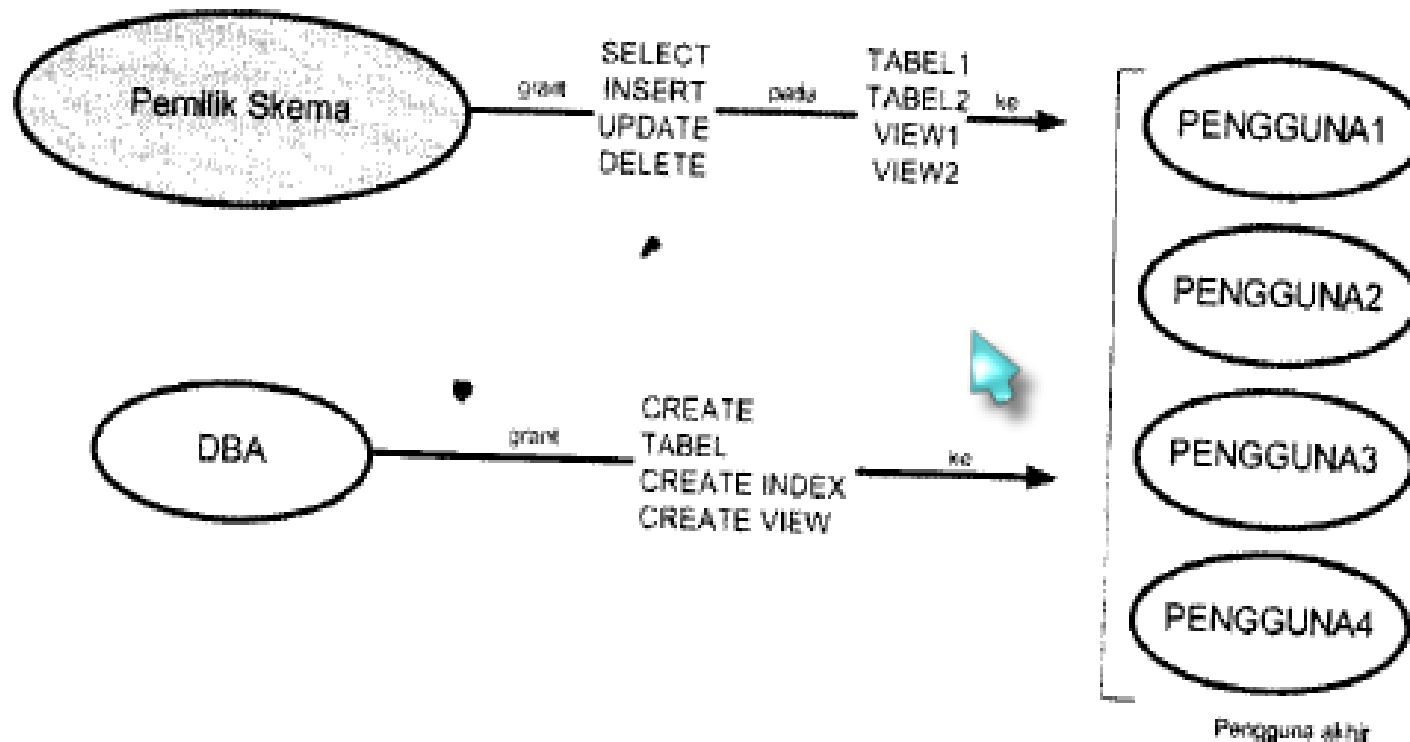 Pemilik Skema
grant
SELECT
INSERT
UPDATE
DELETE
pada
TABEL1
TABEL2
VIEW1
VIEW2
ke
PENGGUNA1
PENGGUNA2
PENGGUNA3
PENGGUNA4
Pengguna akhir
DBA
grant
CREATE
TABEL
CREATE INDEX
CREATE VIEW
ke